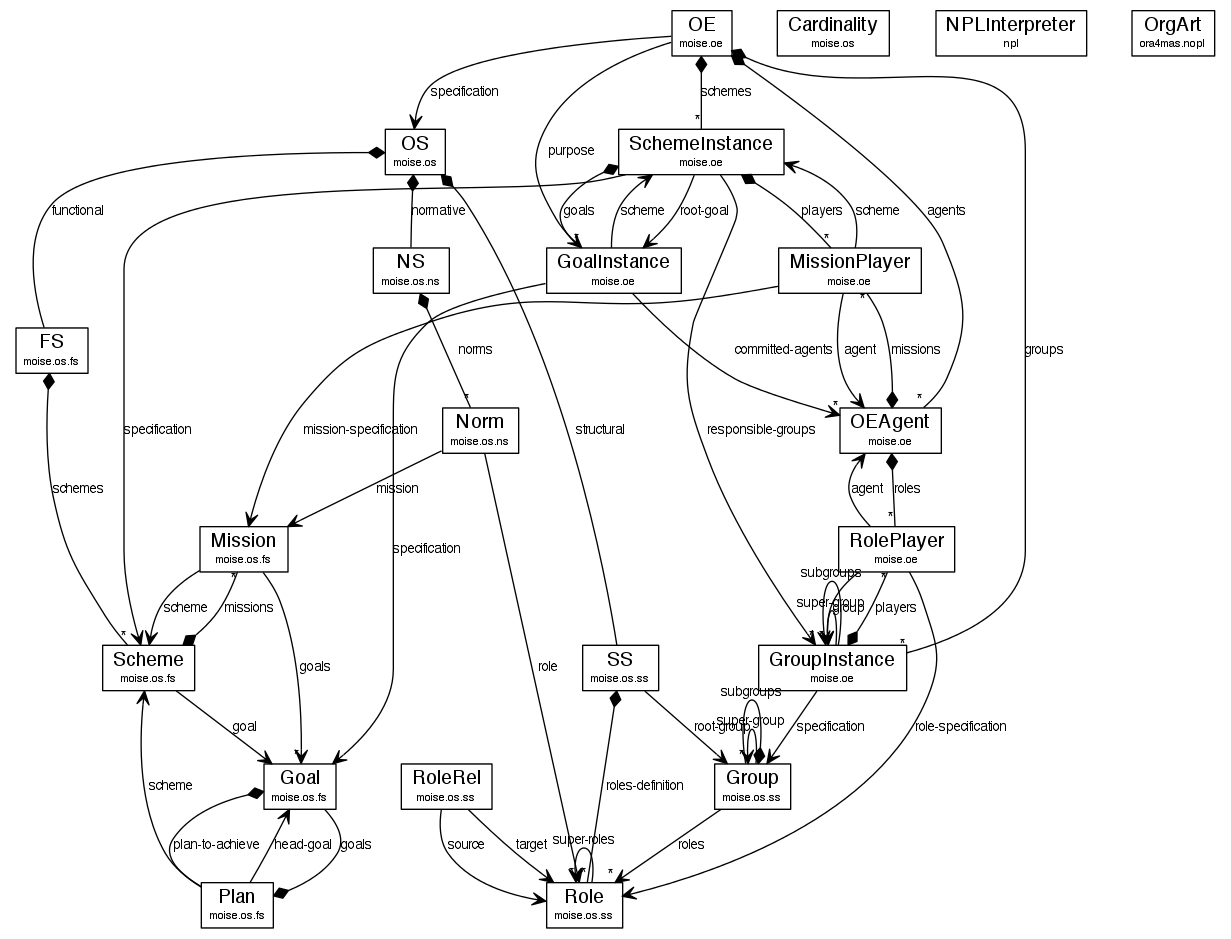 OE
moise.oe
Cardinality
moise.os
NPLInterpreter
npl
OrgArt
ora4mas.nopl
specification
schemes
*
OS
moise.os
SchemeInstance
moise.oe
purpose
functional
normative
goals
scheme
root-goal
players
scheme
agents
*
*
NS
moise.os.ns
GoalInstance
moise.oe
MissionPlayer
moise.oe
*
FS
moise.os.fs
norms
committed-agents
agent
missions
groups
*
*
*
Norm
moise.os.ns
OEAgent
moise.oe
specification
mission-specification
structural
responsible-groups
schemes
mission
agent
roles
*
Mission
moise.os.fs
specification
RolePlayer
moise.oe
*
subgroups
*
scheme
missions
super-group
group
players
*
*
*
Scheme
moise.os.fs
goals
role
SS
moise.os.ss
GroupInstance
moise.oe
subgroups
goal
root-group
super-group
specification
role-specification
*
*
Goal
moise.os.fs
RoleRel
moise.os.ss
Group
moise.os.ss
scheme
roles-definition
plan-to-achieve
head-goal
goals
source
target
super-roles
roles
*
*
*
Plan
moise.os.fs
Role
moise.os.ss